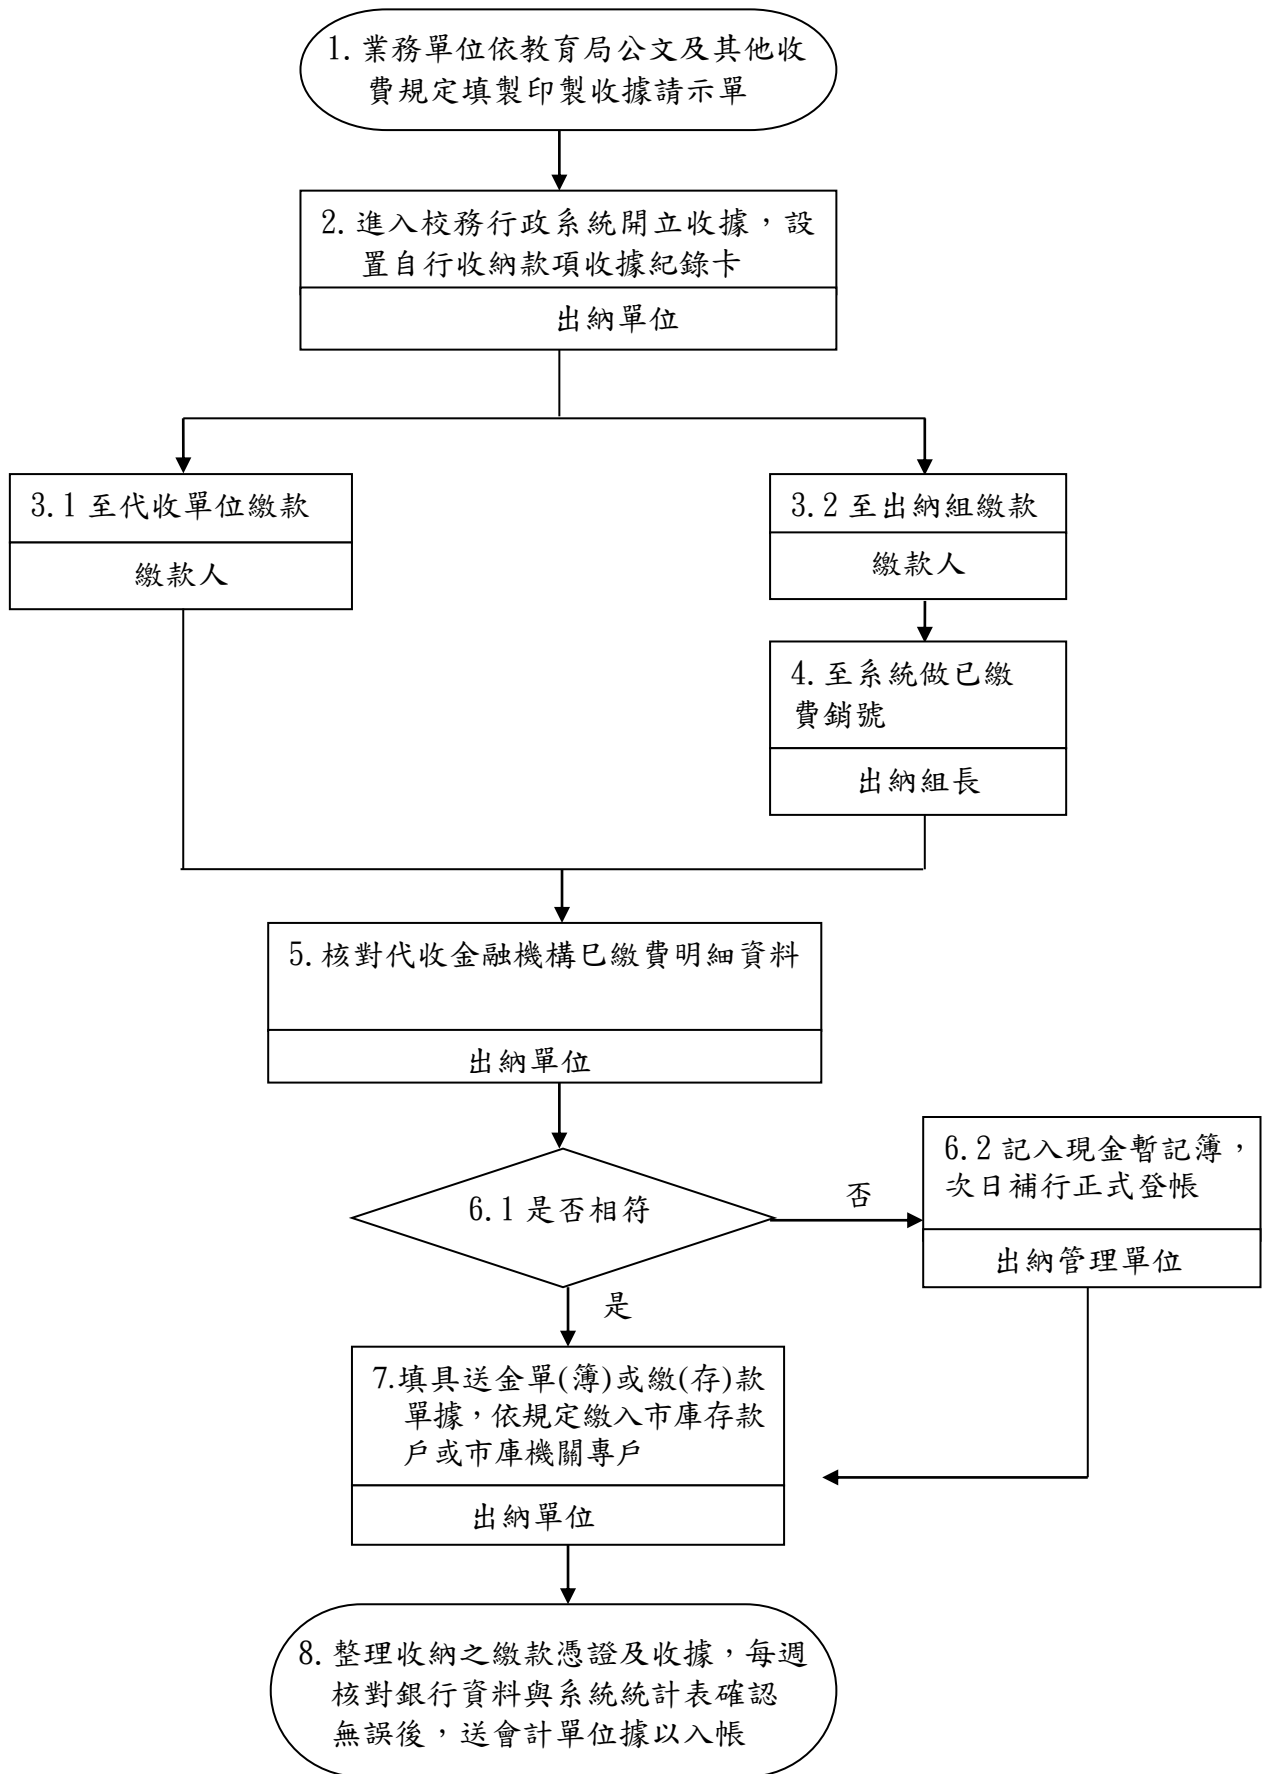 1. 業務單位依教育局公文及其他收
費規定填製印製收據請示單
2. 進入校務行政系統開立收據，設
置自行收納款項收據紀錄卡
出納單位
3.1 至代收單位繳款
繳款人
3.2 至出納組繳款
繳款人
4. 至系統做已繳
費銷號
出納組長
5. 核對代收金融機構已繳費明細資料
出納單位
6.1 是否相符
否
6.2 記入現金暫記簿，
次日補行正式登帳
出納管理單位
是
7.填具送金單(簿)或繳(存)款
單據，依規定繳入市庫存款
戶或市庫機關專戶
出納單位
8. 整理收納之繳款憑證及收據，每週
核對銀行資料與系統統計表確認
無誤後，送會計單位據以入帳